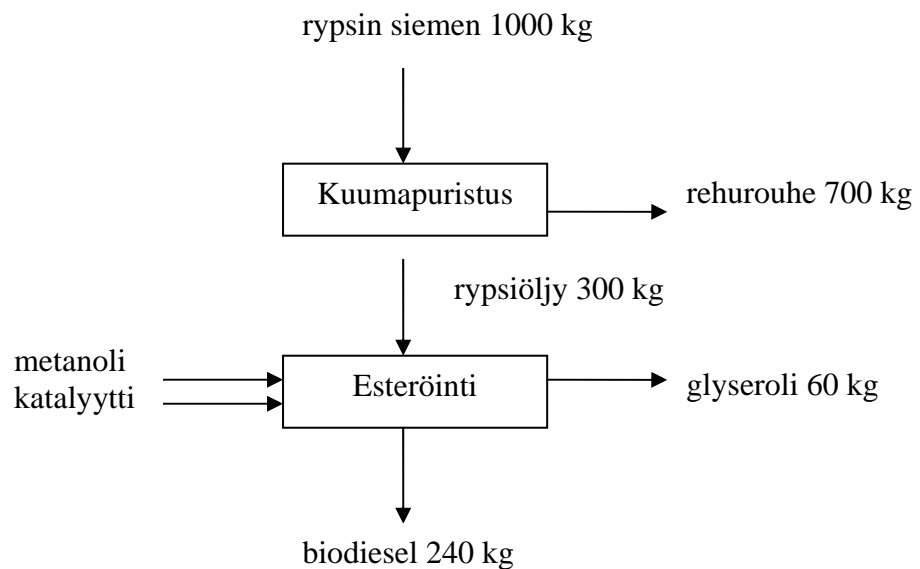 rypsin siemen 1000 kg
Kuumapuristus
rehurouhe 700 kg
rypsiöljy 300 kg
metanoli
katalyytti
Esteröinti
glyseroli 60 kg
biodiesel 240 kg